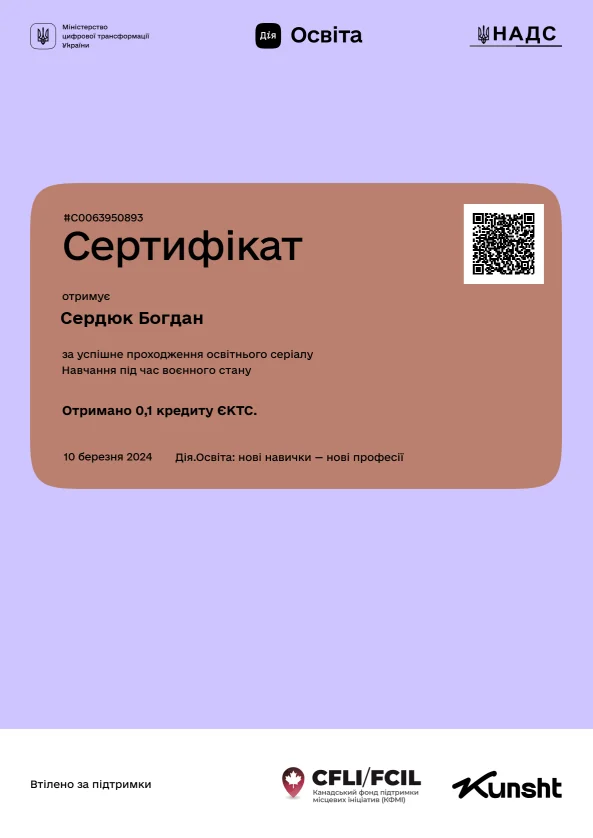 Міністерство
цифрової трансформації
України
Дія Освіта
НАДС
#C0063950893
Сертифікат
отримує
Сердюк Богдан
за успішне проходження освітнього серіалу
Навчання під час воєнного стану
Отримано 0,1 кредиту ЄКТС.
10 березня 2024 Дія.Освіта: нові навички — нові професії
Втілено за підтримки
CFLI/FCIL
Канадський фонд підтримки
місцевих ініціатив (КФМІ)
Kunsht